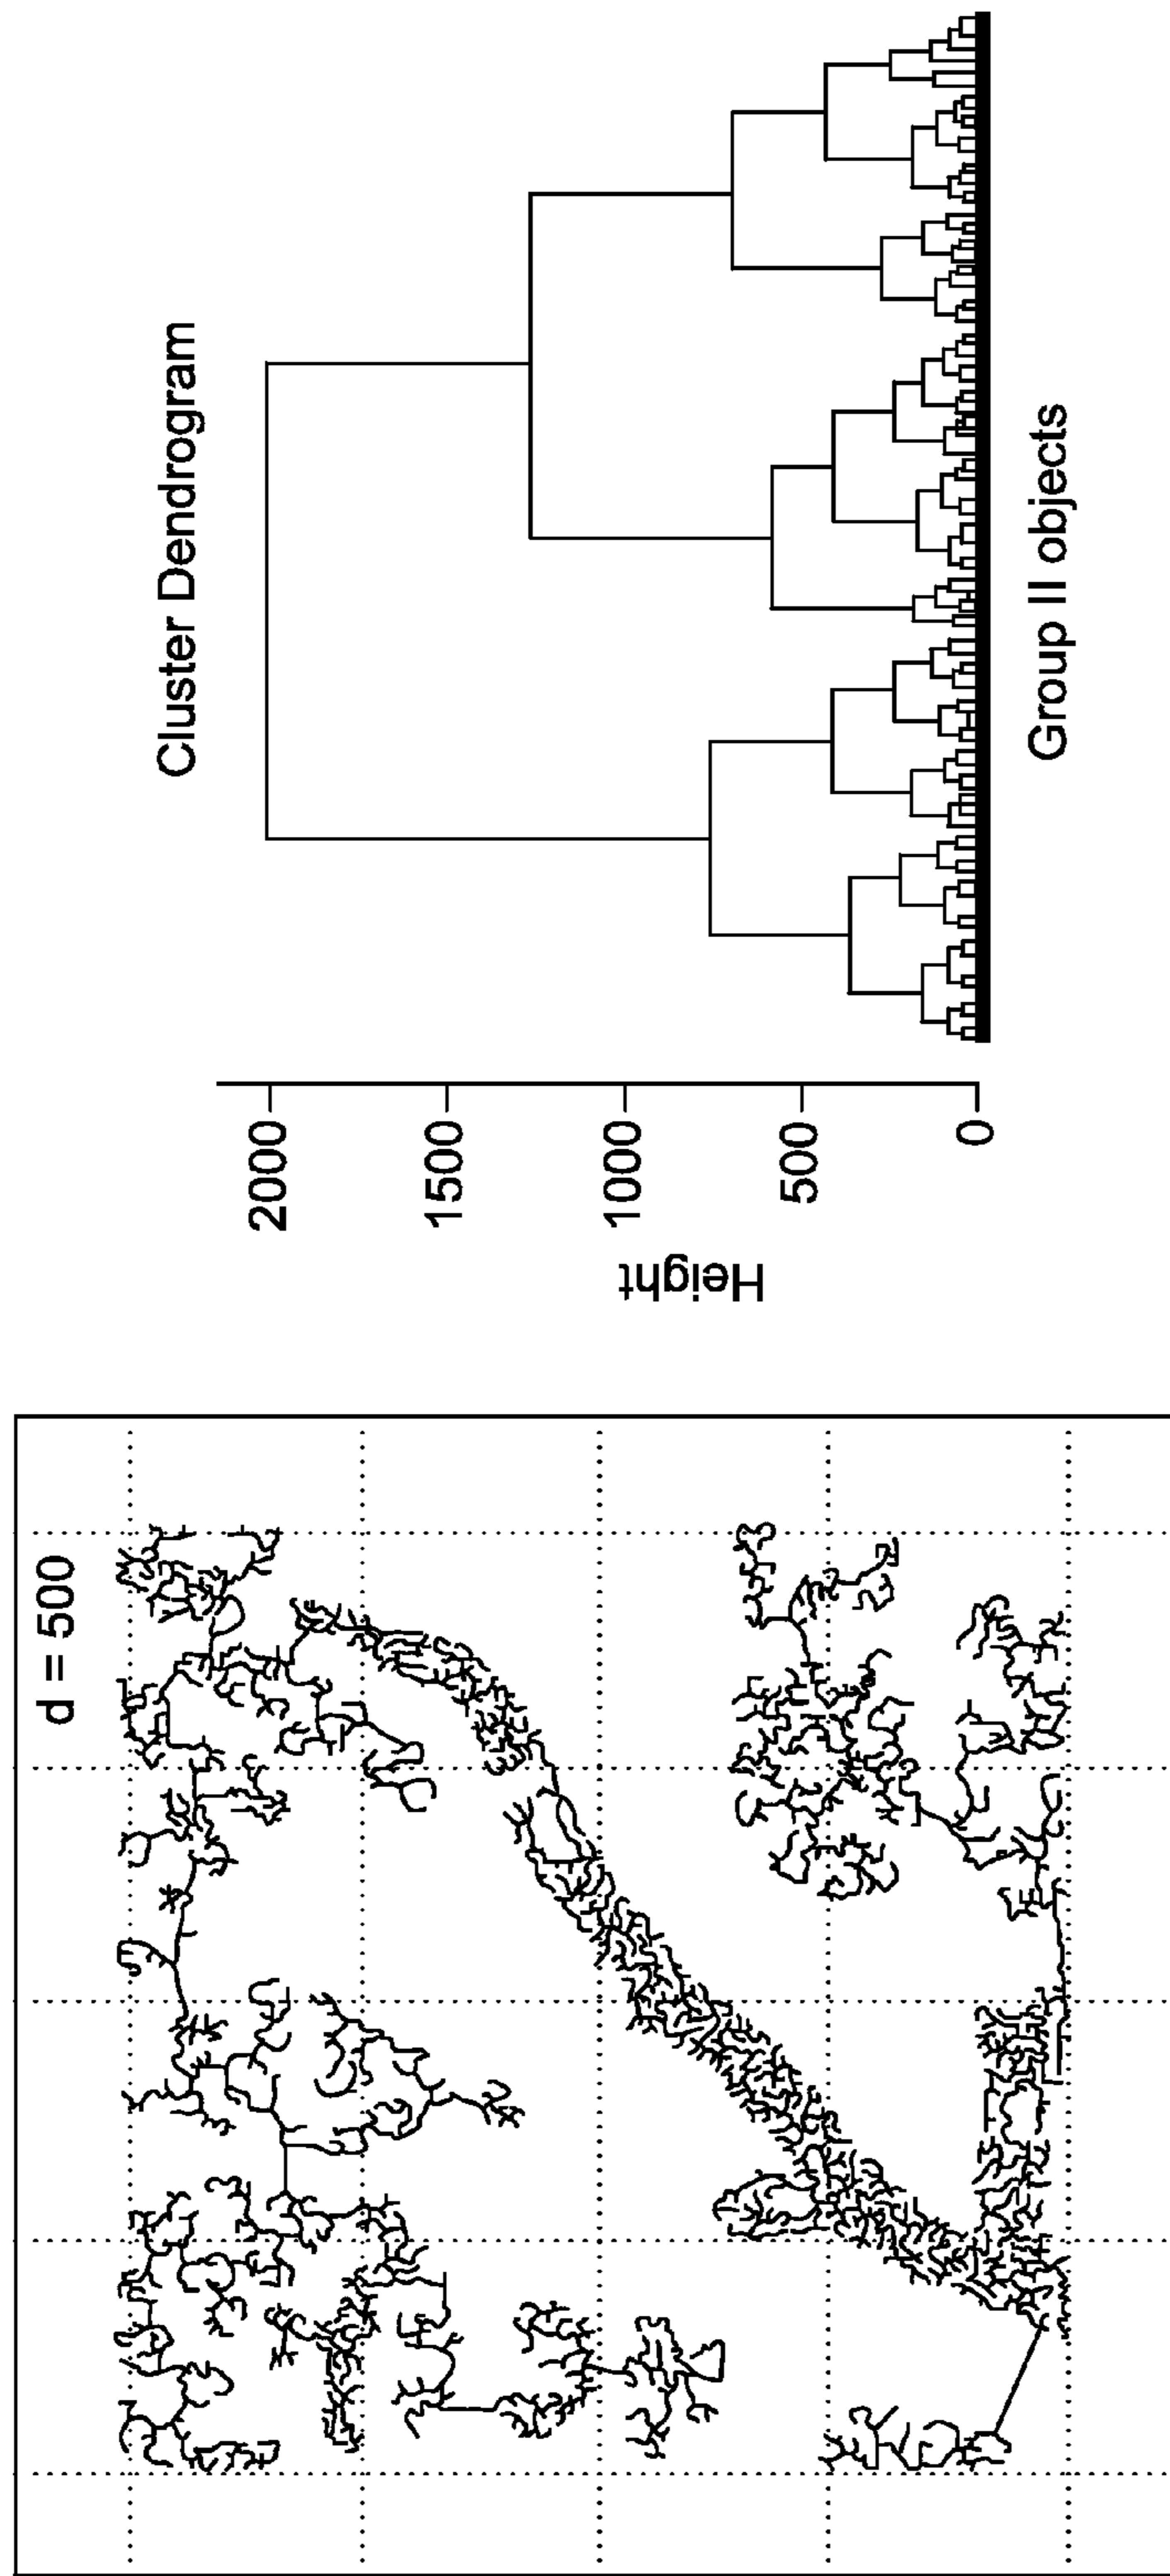 d = 500
Cluster Dendrogram
Height
2000
1500
1000
500
0
Group II objects